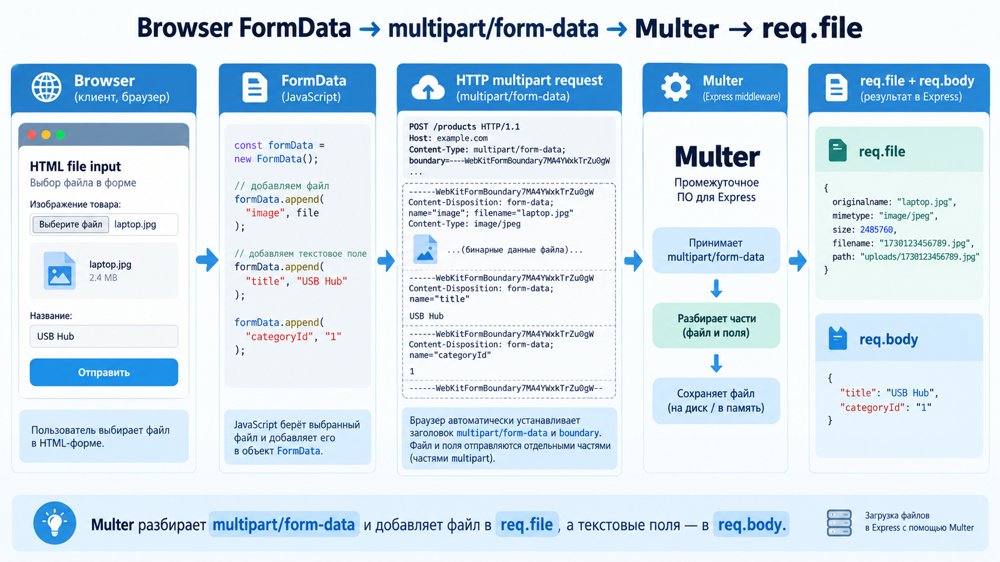 Browser FormData → multipart/form-data → Multer → req.file
Browser
(клиент, браузер)
HTML file input
Выбор файла в форме
Изображение товара:
Выберите файл laptop.jpg
laptop.jpg
2.4 MB
Название:
USB Hub
Отправить
Пользователь выбирает файл
в HTML-форме.
FormData
(JavaScript)
const formData =
new FormData();
// добавляем файл
formData.append(
"image", file
);
// добавляем текстовое поле
formData.append(
"title", "USB Hub"
);
formData.append(
"categoryId", "1"
);
JavaScript берёт выбранный
файл и добавляет его
в объект FormData.
HTTP multipart request
(multipart/form-data)
POST /products HTTP/1.1
Host: example.com
Content-Type: multipart/form-data;
boundary=----WebKitFormBoundary7MA4YWxkTrZu0gW
...
------WebKitFormBoundary7MA4YWxkTrZu0gW
Content-Disposition: form-data;
name="image"; filename="laptop.jpg"
Content-Type: image/jpeg
...(бинарные данные файла)...
------WebKitFormBoundary7MA4YWxkTrZu0gW
Content-Disposition: form-data;
name="title"
USB Hub
------WebKitFormBoundary7MA4YWxkTrZu0gW
Content-Disposition: form-data;
name="categoryId"
1
------WebKitFormBoundary7MA4YWxkTrZu0gW--
Браузер автоматически устанавливает
заголовок multipart/form-data и boundary.
Файл и поля отправляются отдельными частями
(частями multipart).
Multer
(Express middleware)
Multer
Промежуточное
ПО для Express
Принимает
multipart/form-data
Разбирает части
(файл и поля)
Сохраняет файл
(на диск / в память)
req.file + req.body
(результат в Express)
req.file
{
originalname: "laptop.jpg",
mimetype: "image/jpeg",
size: 2485760,
filename: "1730123456789.jpg",
path: "uploads/1730123456789.jpg"
}
req.body
{
"title": "USB Hub",
"categoryId": "1"
}
Multer разбирает multipart/form-data и добавляет файл в req.file, а текстовые поля — в req.body.
Загрузка файлов
в Express с помощью Multer